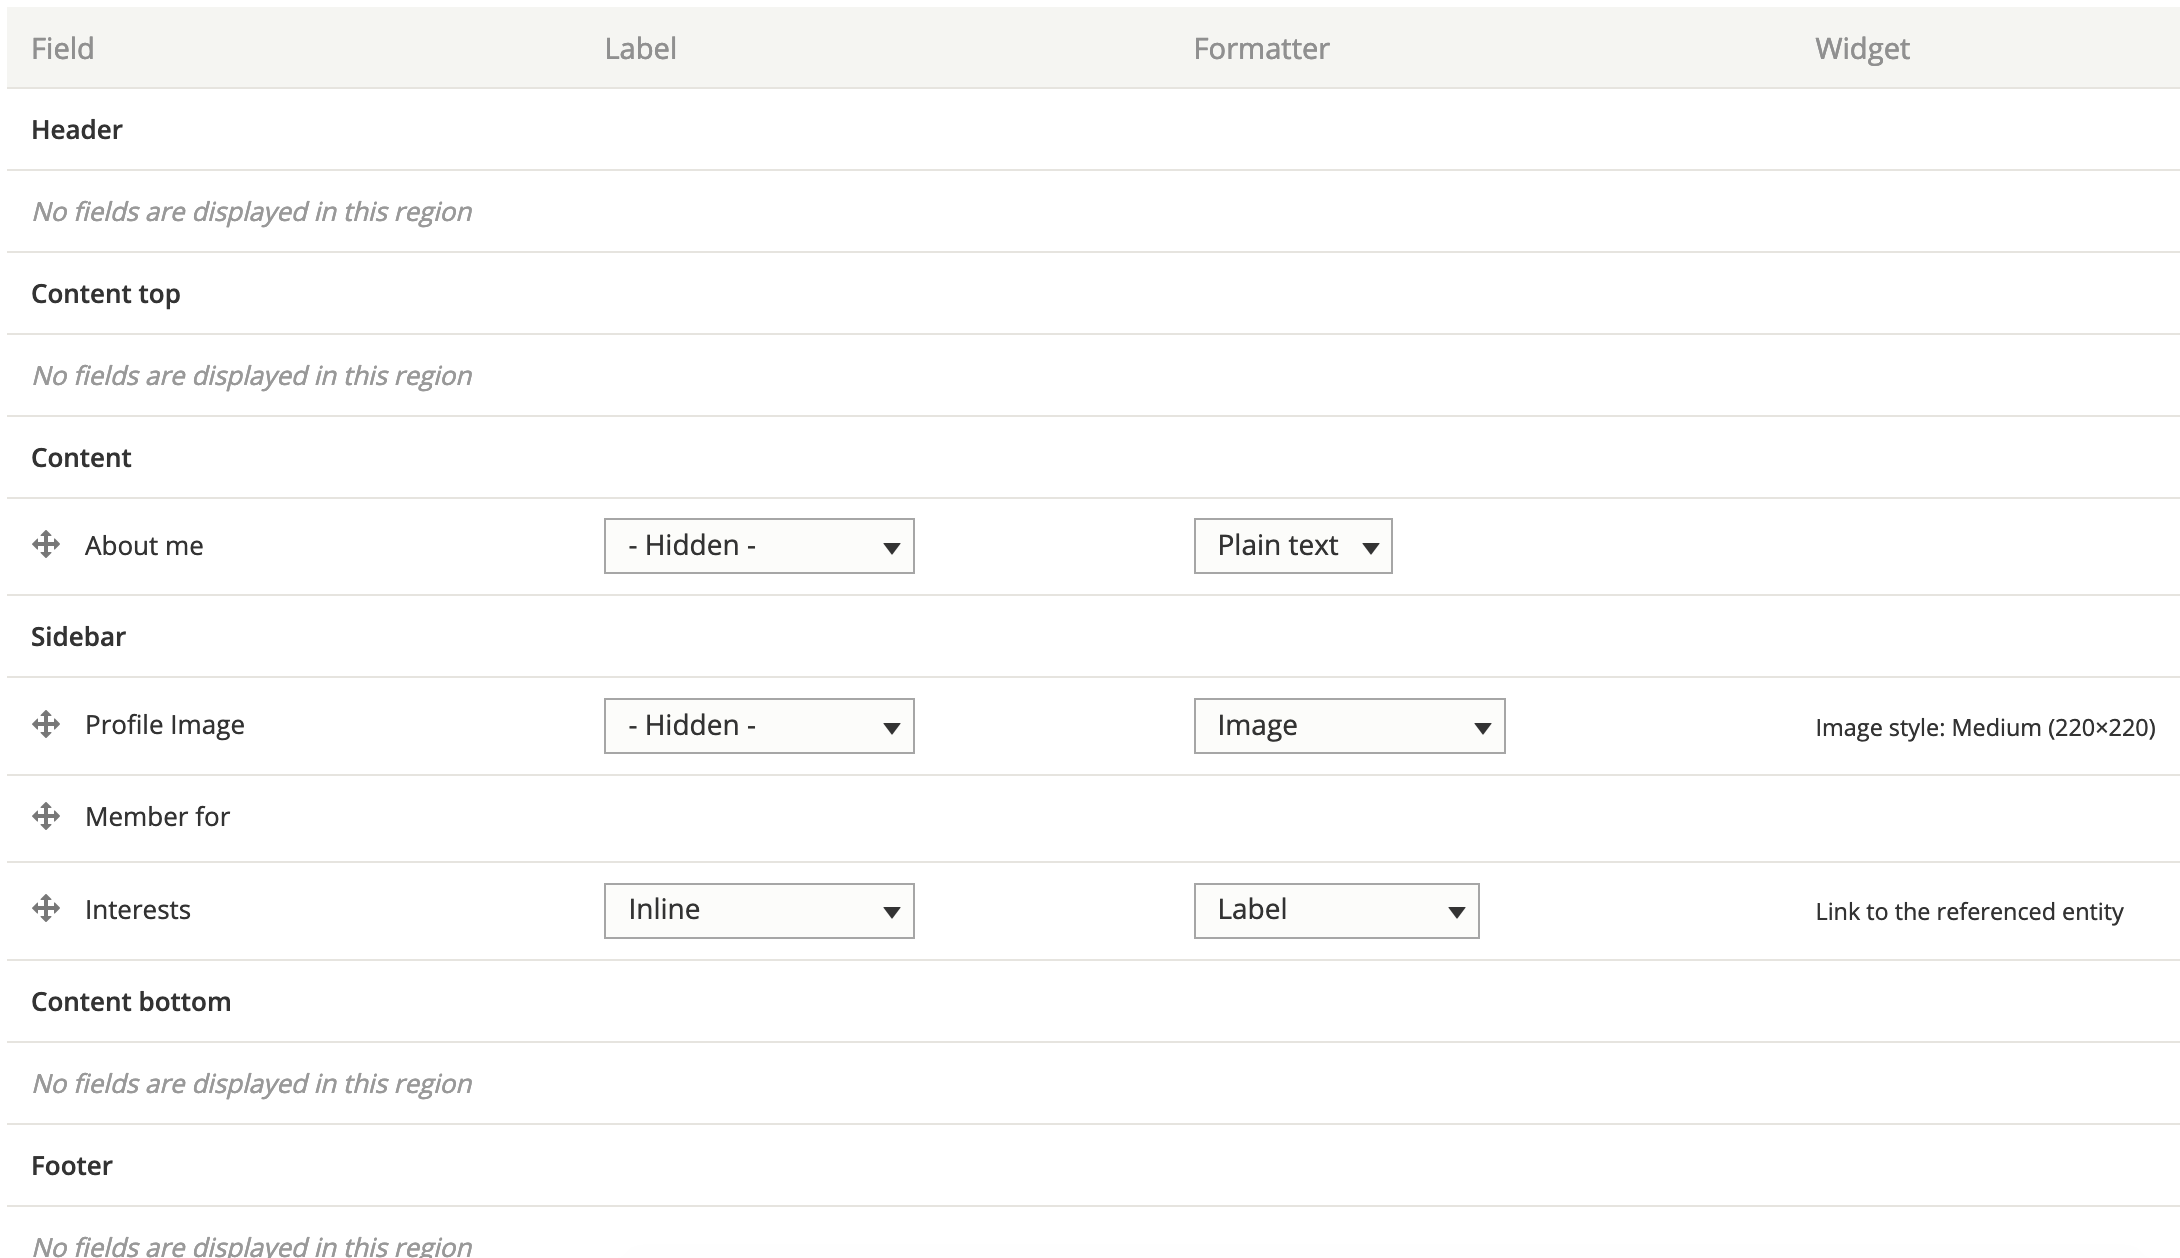 Field Label Formatter Widget
Header
No fields are displayed in this region
Content top
No fields are displayed in this region
Content
About me - Hidden - Plain text
Sidebar
Profile Image - Hidden - Image Image style: Medium (220×220)
Member for
Interests Inline Label Link to the referenced entity
Content bottom
No fields are displayed in this region
Footer
No fields are displayed in this region